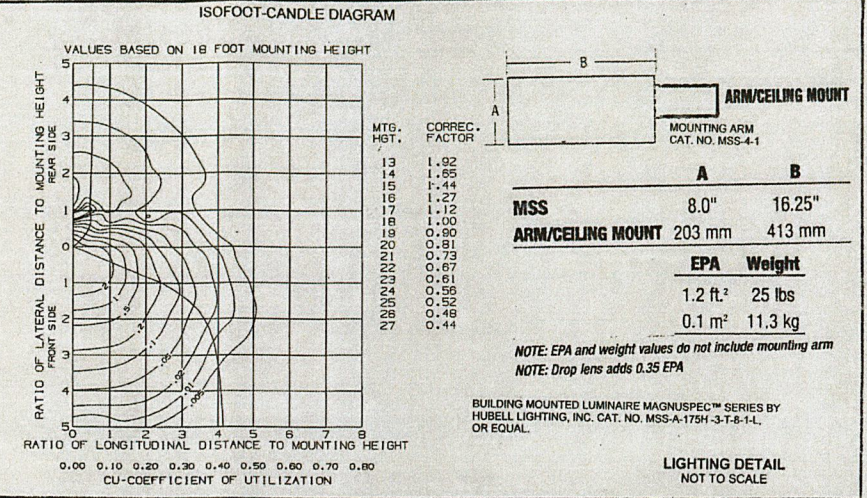 ISOFOOT-CANDLE DIAGRAM
VALUES BASED ON 18 FOOT MOUNTING HEIGHT
RATIO OF LATERAL DISTANCE TO MOUNTING HEIGHT
REAR SIDE
FRONT SIDE
5
4
3
2
1
0
1
2
3
4
5
2
1
.5
.2
.1
.05
.02
.01
.005
0 1 2 3 4 5 6 7 8
RATIO OF LONGITUDINAL DISTANCE TO MOUNTING HEIGHT
0.00 0.10 0.20 0.30 0.40 0.50 0.60 0.70 0.80
CU-COEFFICIENT OF UTILIZATION
MTG. CORREC.
HGT. FACTOR
13 1.92
14 1.65
15 1.44
16 1.27
17 1.12
18 1.00
19 0.90
20 0.81
21 0.73
22 0.67
23 0.61
24 0.56
25 0.52
26 0.48
27 0.44
B
A
ARM/CEILING MOUNT
MOUNTING ARM
CAT. NO. MSS-4-1
A B
MSS 8.0" 16.25"
ARM/CEILING MOUNT 203 mm 413 mm
EPA Weight
1.2 ft.² 25 lbs
0.1 m² 11.3 kg
NOTE: EPA and weight values do not include mounting arm
NOTE: Drop lens adds 0.35 EPA
BUILDING MOUNTED LUMINAIRE MAGNUSPEC™ SERIES BY
HUBELL LIGHTING, INC. CAT. NO. MSS-A-175H-3-T-8-1-L,
OR EQUAL.
LIGHTING DETAIL
NOT TO SCALE